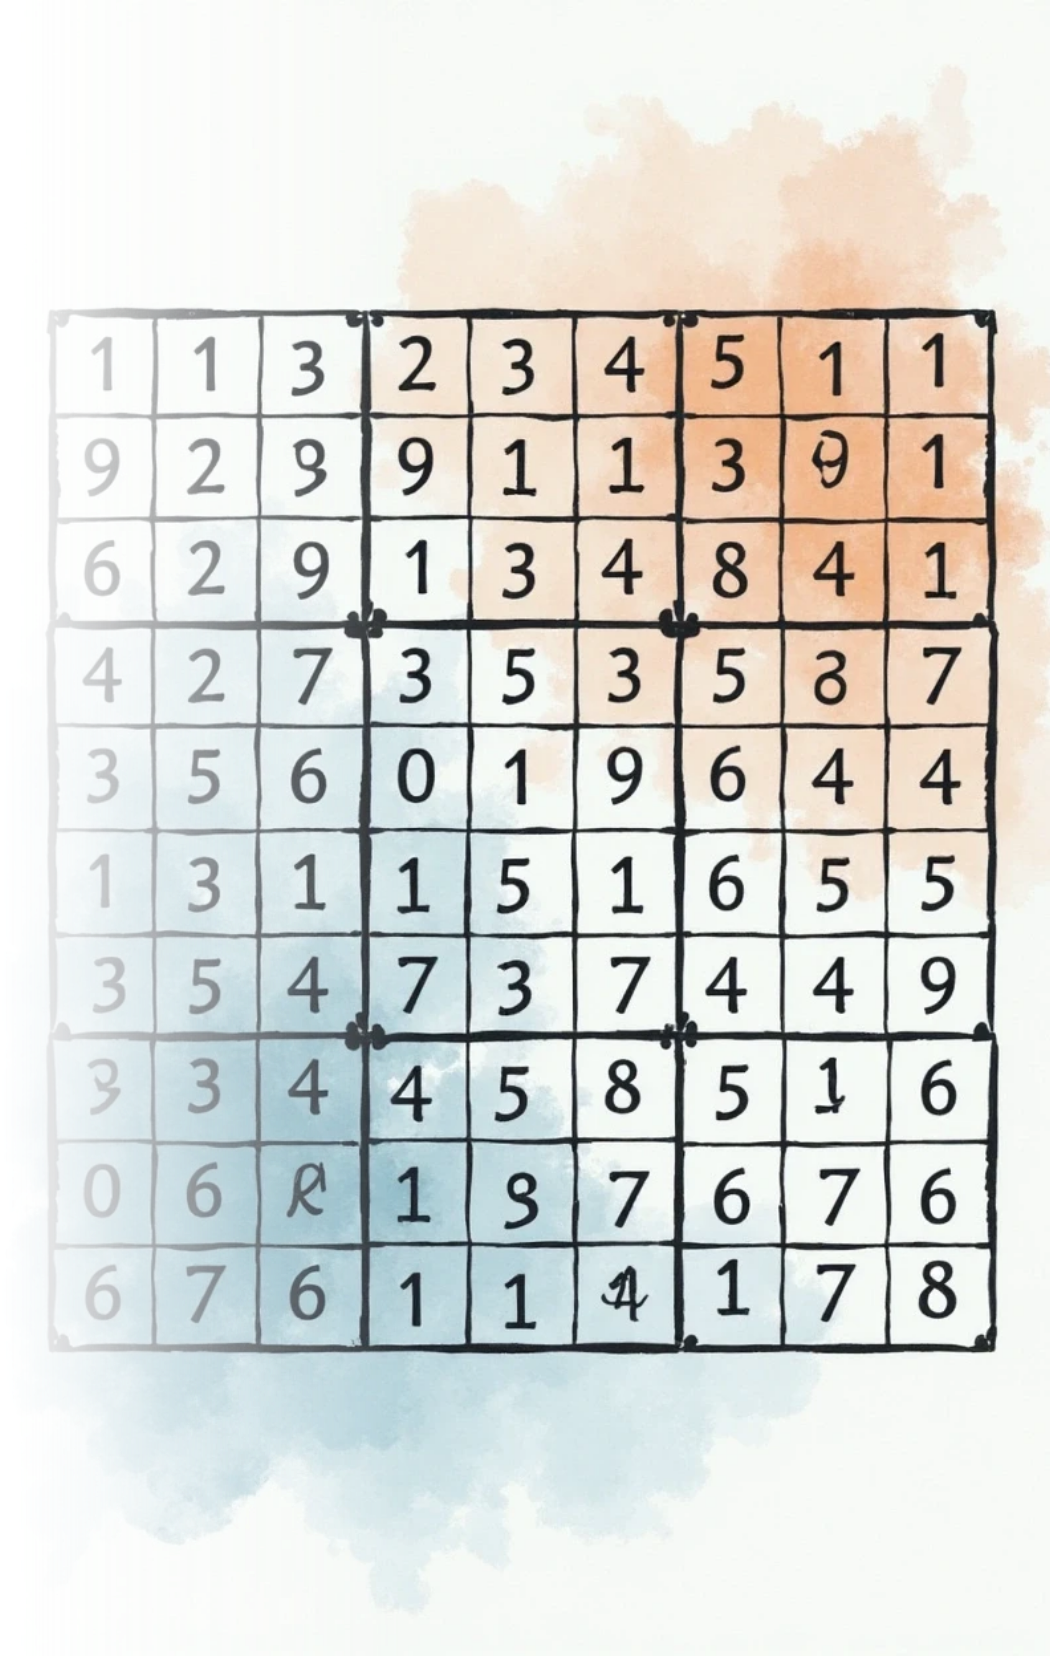 1 1 3 2 3 4 5 1 1
9 2 9 1 1 3 1
6 2 9 1 3 4 8 4 1
4 2 7 3 5 3 5 8 7
3 5 6 0 1 9 6 4 4
1 3 1 1 5 1 6 5 5
3 5 4 7 3 7 4 4 9
3 3 4 4 5 8 5 1 6
0 6 1 7 6 7 6
6 7 6 1 1 1 7 8